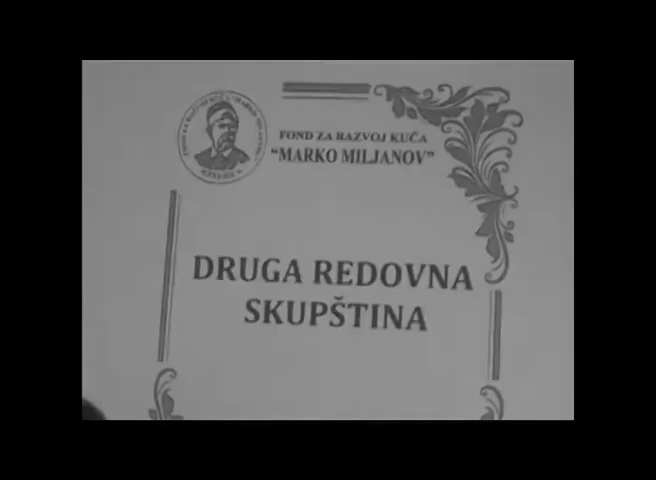 FOND ZA RAZVOJ KUČA
“MARKO MILJANOV”
DRUGA REDOVNA
SKUPŠTINA